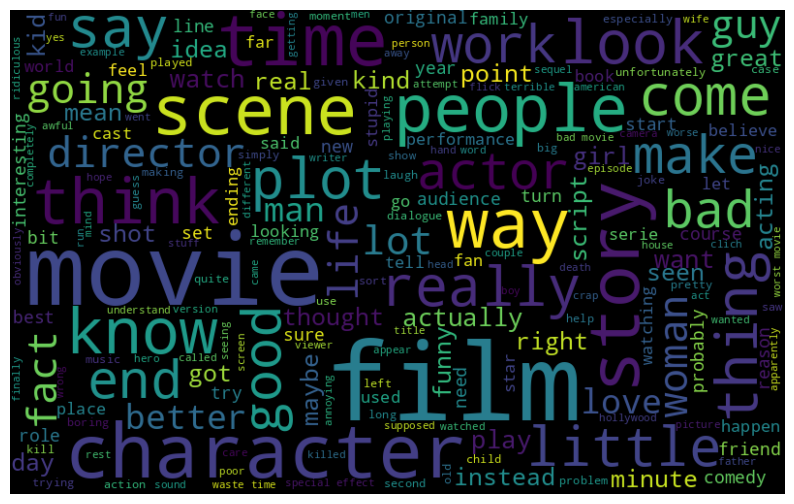 say
time
work
look
guy
great
kid
idea
line
original
family
far
face
moment
men
getting
especially
wife
yes
example
played
away
person
sequel
american
case
fun
ridiculous
world
feel
watch
real
kind
year
point
book
unfortunately
given
attempt
flick
terrible
going
mean
scene
people
come
awful
went
cast
said
new
stupid
playing
performance
start
believe
bad movie
camera
worse
nice
director
simply
writer
show
hand
word
big
girl
make
episode
interesting
completely
hope
making
guess
ending
different
laugh
audience
turn
joke
let
acting
think
plot
actor
man
go
dialogue
couple
script
bad
run
mind
stuff
bit
shot
set
looking
remember
life
lot
way
serie
course
house
clich
obviously
quite
came
sort
tell
fan
head
death
story
want
seen
worst movie
movie
really
boy
crap
pretty
act
saw
best
understand
version
use
thought
actually
help
watching
wanted
thing
reason
apparently
know
music
hero
called
seeing
screen
sure
viewer
title
appear
right
woman
probably
finally
fact
wrong
boring
end
got
good
maybe
annoying
funny
left
used
long
need
star
film
love
hollywood
picture
place
better
try
supposed
watched
play
happen
role
kill
rest
care
killed
character
little
friend
father
day
trying
action
sound
poor
waste time
special effect
child
second
old
instead
problem
minute
comedy